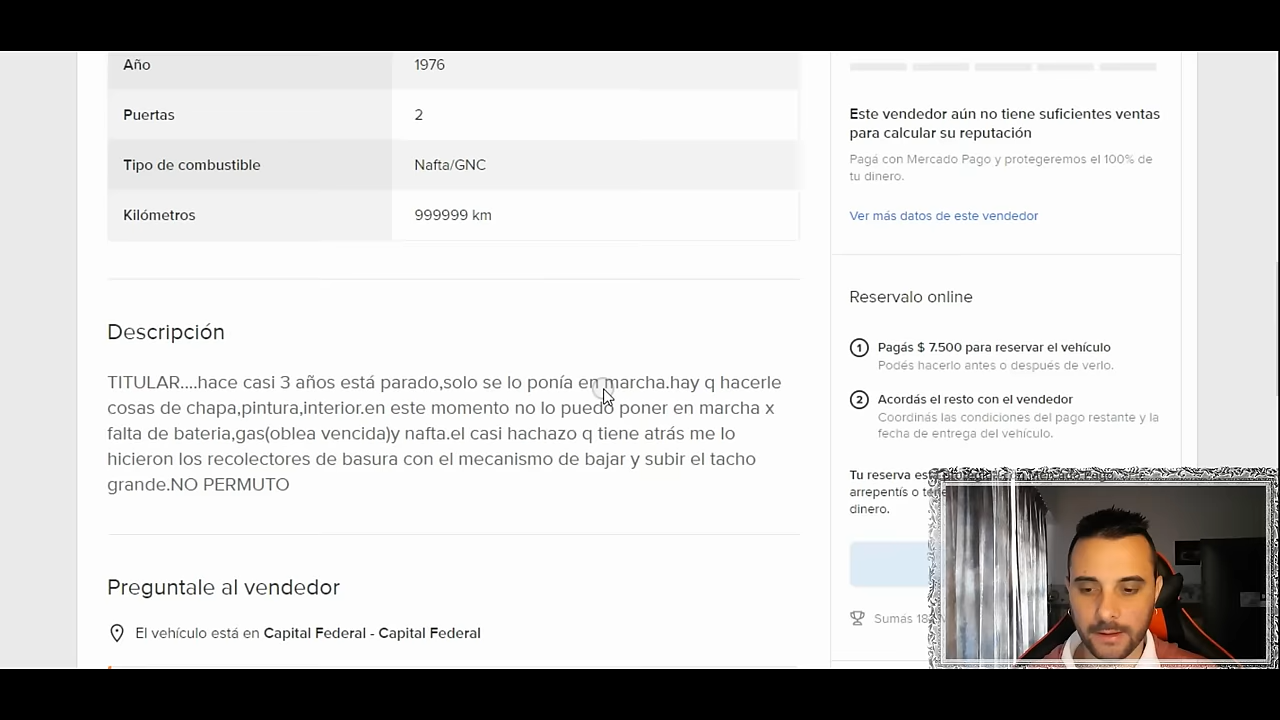 Año 1976
Puertas 2
Tipo de combustible Nafta/GNC
Kilómetros 999999 km
Descripción
TITULAR....hace casi 3 años está parado,solo se lo ponía en marcha.hay q hacerle
cosas de chapa,pintura,interior.en este momento no lo puedo poner en marcha x
falta de bateria,gas(oblea vencida)y nafta.el casi hachazo q tiene atrás me lo
hicieron los recolectores de basura con el mecanismo de bajar y subir el tacho
grande.NO PERMUTO
Preguntale al vendedor
El vehículo está en Capital Federal - Capital Federal
Este vendedor aún no tiene suficientes ventas
para calcular su reputación
Pagá con Mercado Pago y protegeremos el 100% de
tu dinero.
Ver más datos de este vendedor
Reservalo online
1 Pagás $ 7.500 para reservar el vehículo
Podés hacerlo antes o después de verlo.
2 Acordás el resto con el vendedor
Coordinás las condiciones del pago restante y la
fecha de entrega del vehículo.
Tu reserva está protegida con Mercado Pago
arrepentís o
dinero.
Sumás